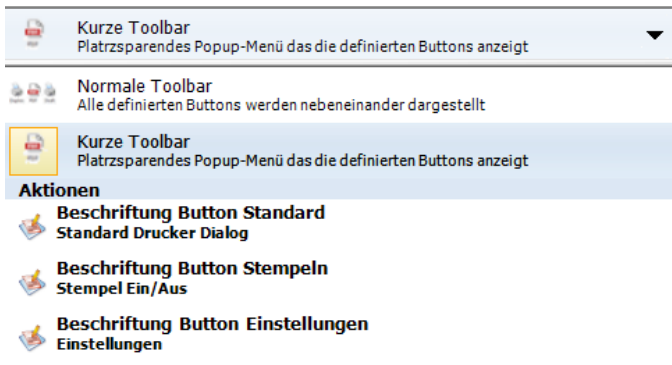 Kurze Toolbar
Platrzsparendes Popup-Menü das die definierten Buttons anzeigt
Normale Toolbar
Alle definierten Buttons werden nebeneinander dargestellt
Kurze Toolbar
Platrzsparendes Popup-Menü das die definierten Buttons anzeigt
Aktionen
Beschriftung Button Standard
Standard Drucker Dialog
Beschriftung Button Stempeln
Stempel Ein/Aus
Beschriftung Button Einstellungen
Einstellungen